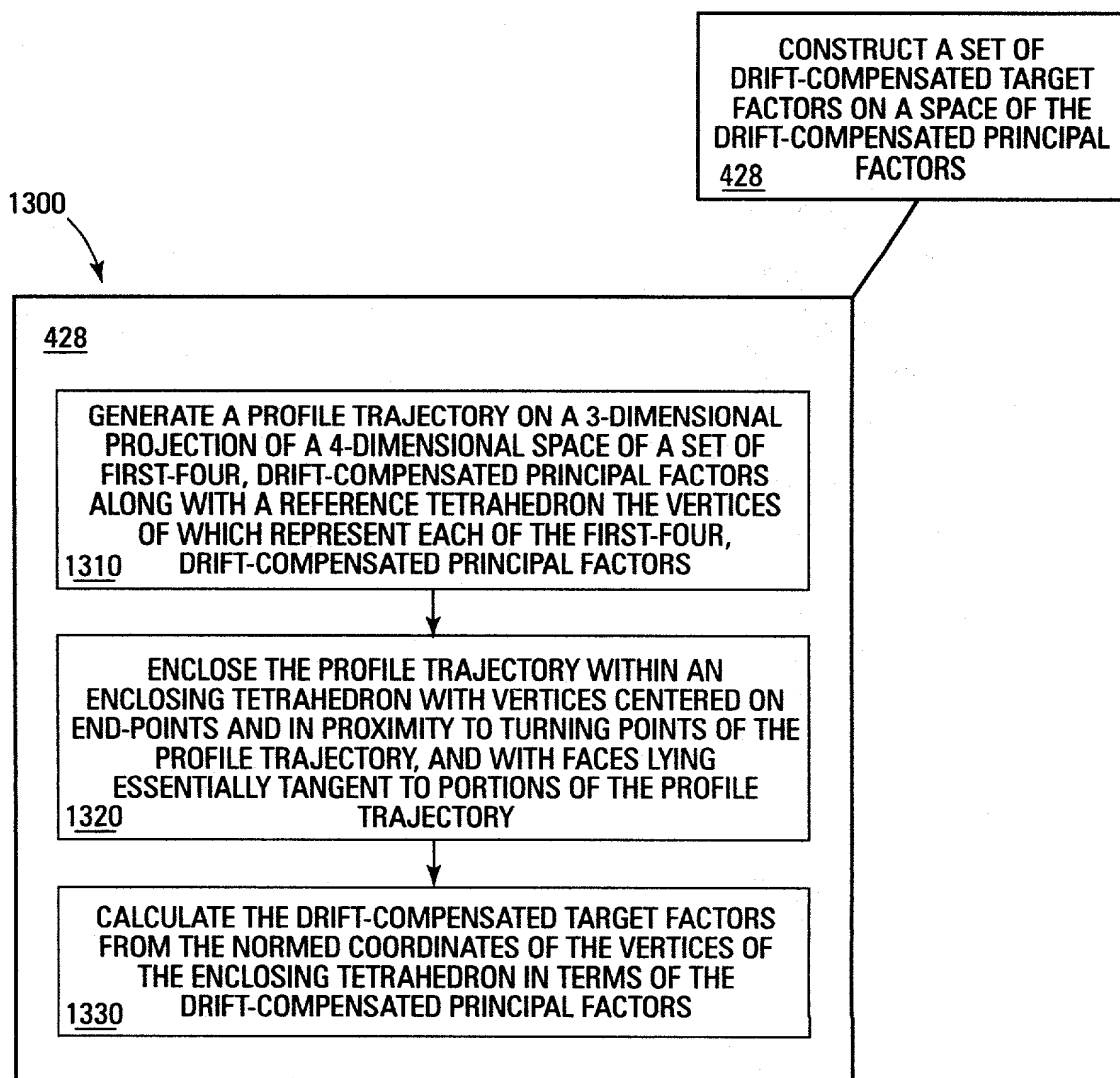 CONSTRUCT A SET OF
DRIFT-COMPENSATED TARGET
FACTORS ON A SPACE OF THE
DRIFT-COMPENSATED PRINCIPAL
FACTORS
428
1300
428
GENERATE A PROFILE TRAJECTORY ON A 3-DIMENSIONAL
PROJECTION OF A 4-DIMENSIONAL SPACE OF A SET OF
FIRST-FOUR, DRIFT-COMPENSATED PRINCIPAL FACTORS
ALONG WITH A REFERENCE TETRAHEDRON THE VERTICES
OF WHICH REPRESENT EACH OF THE FIRST-FOUR,
DRIFT-COMPENSATED PRINCIPAL FACTORS
1310
ENCLOSE THE PROFILE TRAJECTORY WITHIN AN
ENCLOSING TETRAHEDRON WITH VERTICES CENTERED ON
END-POINTS AND IN PROXIMITY TO TURNING POINTS OF THE
PROFILE TRAJECTORY, AND WITH FACES LYING
ESSENTIALLY TANGENT TO PORTIONS OF THE PROFILE
TRAJECTORY
1320
CALCULATE THE DRIFT-COMPENSATED TARGET FACTORS
FROM THE NORMED COORDINATES OF THE VERTICES OF
THE ENCLOSING TETRAHEDRON IN TERMS OF THE
DRIFT-COMPENSATED PRINCIPAL FACTORS
1330